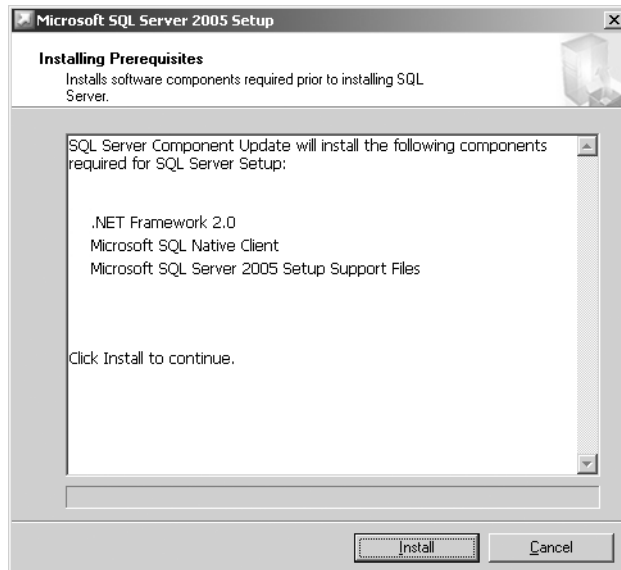 Microsoft SQL Server 2005 Setup
Installing Prerequisites
Installs software components required prior to installing SQL
Server.
SQL Server Component Update will install the following components
required for SQL Server Setup:
.NET Framework 2.0
Microsoft SQL Native Client
Microsoft SQL Server 2005 Setup Support Files
Click Install to continue.
Install
Cancel